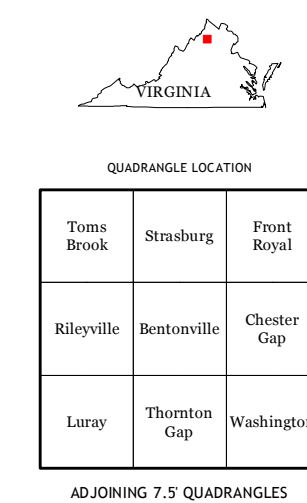 VIRGINIA
QUADRANGLE LOCATION
Toms
Brook
Strasburg
Front
Royal
Rileyville
Bentonville
Chester
Gap
Luray
Thornton
Gap
Washington
ADJOINING 7.5' QUADRANGLES